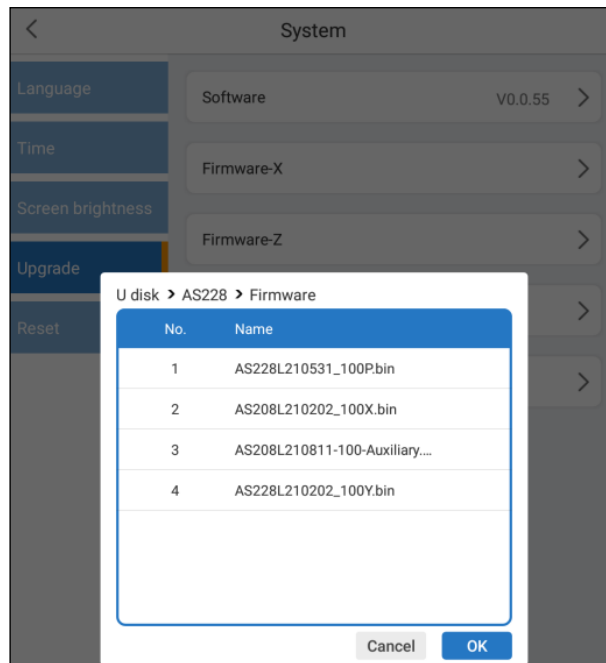 System
Language
Software V0.0.55
Time
Firmware-X
Screen brightness
Firmware-Z
Upgrade
Reset
U disk > AS228 > Firmware
No. Name
1 AS228L210531_100P.bin
2 AS208L210202_100X.bin
3 AS208L210811-100-Auxiliary....
4 AS228L210202_100Y.bin
Cancel OK